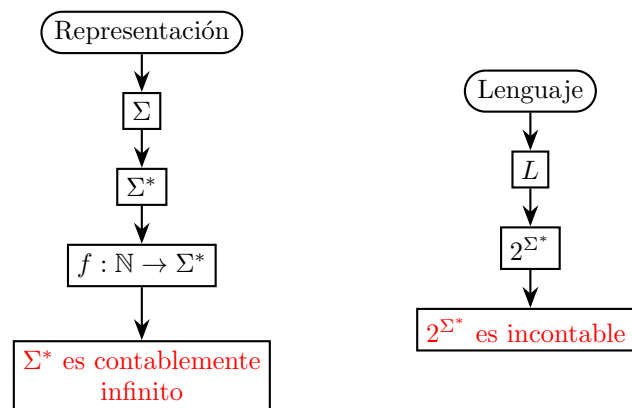 Representación
Σ
Σ*
f : ℕ → Σ*
Σ* es contablemente
infinito
Lenguaje
L
2^{Σ*}
2^{Σ*} es incontable